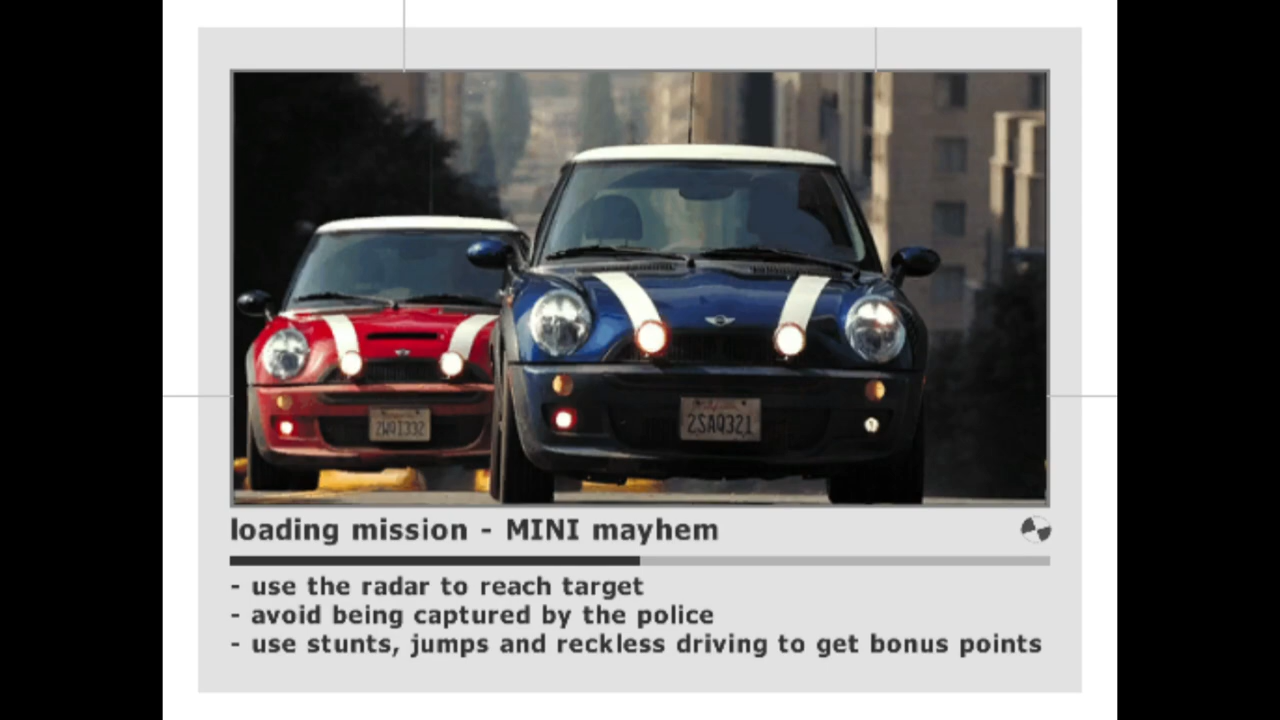 2WQI332
2SAQ321
loading mission - MINI mayhem
- use the radar to reach target
- avoid being captured by the police
- use stunts, jumps and reckless driving to get bonus points